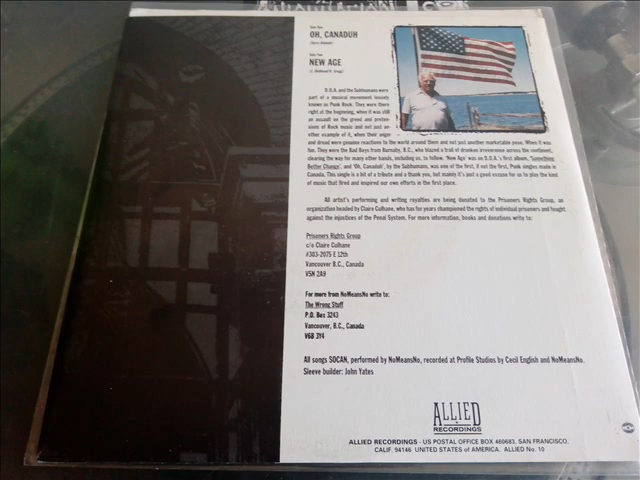 Side One:
OH, CANADUH
(Gerry Hannah)
Side Two:
NEW AGE
D.O.A. and the Subhumans were
part of a musical movement loosely
known as Punk Rock. They were there
right at the beginning, when it was still
an assault on the greed and preten-
sions of Rock music and not just an-
other example of it, when their anger
and dread were genuine reactions to the world around them and not just another marketable pose. When it was
fun. They were the Bad Boys from Burnaby, B.C., who blazed a trail of drunken irreverence across the continent,
clearing the way for many other bands, including us, to follow. 'New Age' was on D.O.A.'s first album, 'Something
Better Change', and 'Oh, Canaduh', by the Subhumans, was one of the first, if not the first, Punk singles made in
Canada. This single is a bit of a tribute and a thank you, but mainly it's just a good excuse for us to play the kind
of music that fired and inspired our own efforts in the first place.
All artist's performing and writing royalties are being donated to the Prisoners Rights Group, an
organization headed by Claire Culhane, who has for years championed the rights of individual prisoners and fought
against the injustices of the Penal System. For more information, books and donations write to:
Prisoners Rights Group
c/o Claire Culhane
#303-2075 E 12th
Vancouver B.C., Canada
V5N 2A9
For more from NoMeansNo write to:
The Wrong Stuff
P.O. Box 3243
Vancouver, B.C., Canada
V6B 3Y4
All songs SOCAN, performed by NoMeansNo, recorded at Profile Studios by Cecil English and NoMeansNo.
Sleeve builder: John Yates
ALLIED
RECORDINGS
ALLIED RECORDINGS · US POSTAL OFFICE BOX 460683, SAN FRANCISCO,
CALIF. 94146 UNITED STATES of AMERICA. ALLIED No. 10